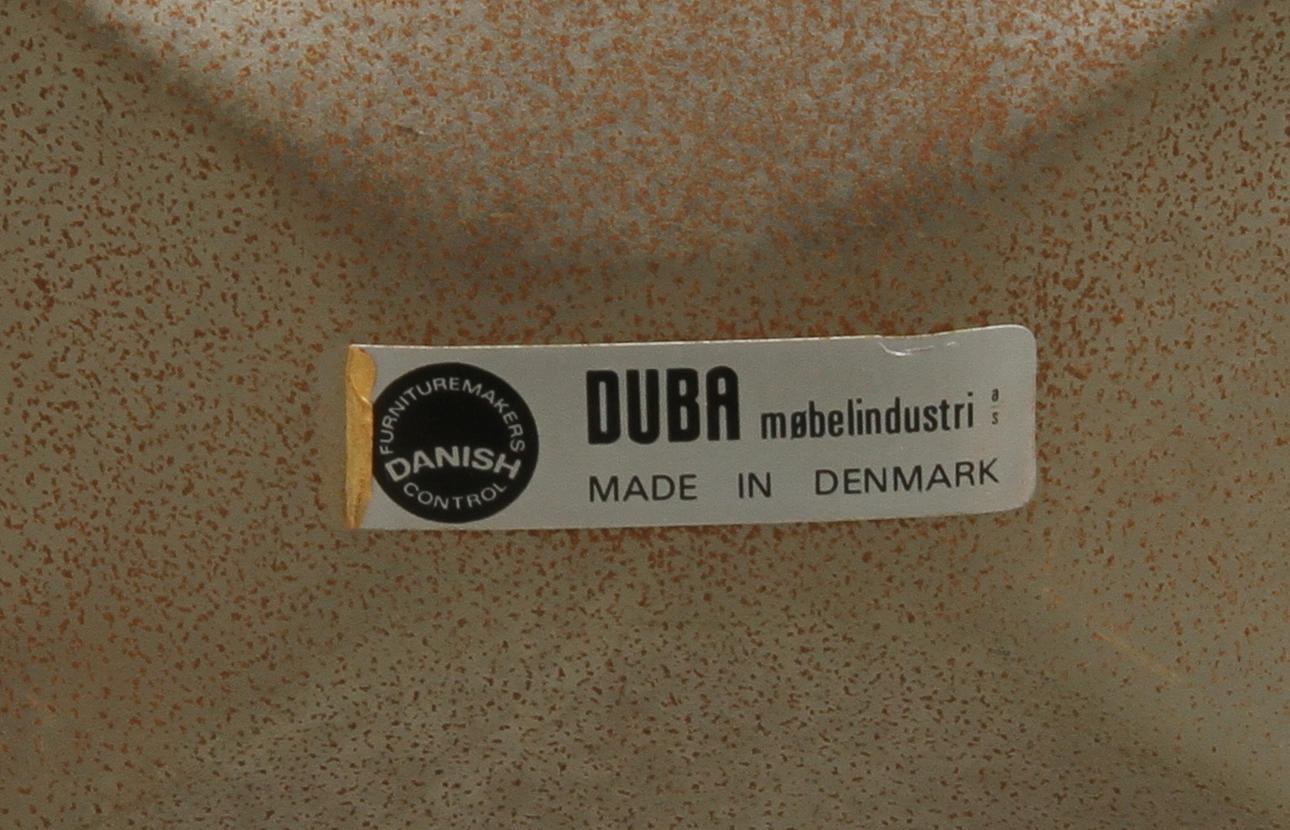 FURNITUREMAKERS
DANISH
CONTROL
DUBA møbelindustri a/s
MADE IN DENMARK